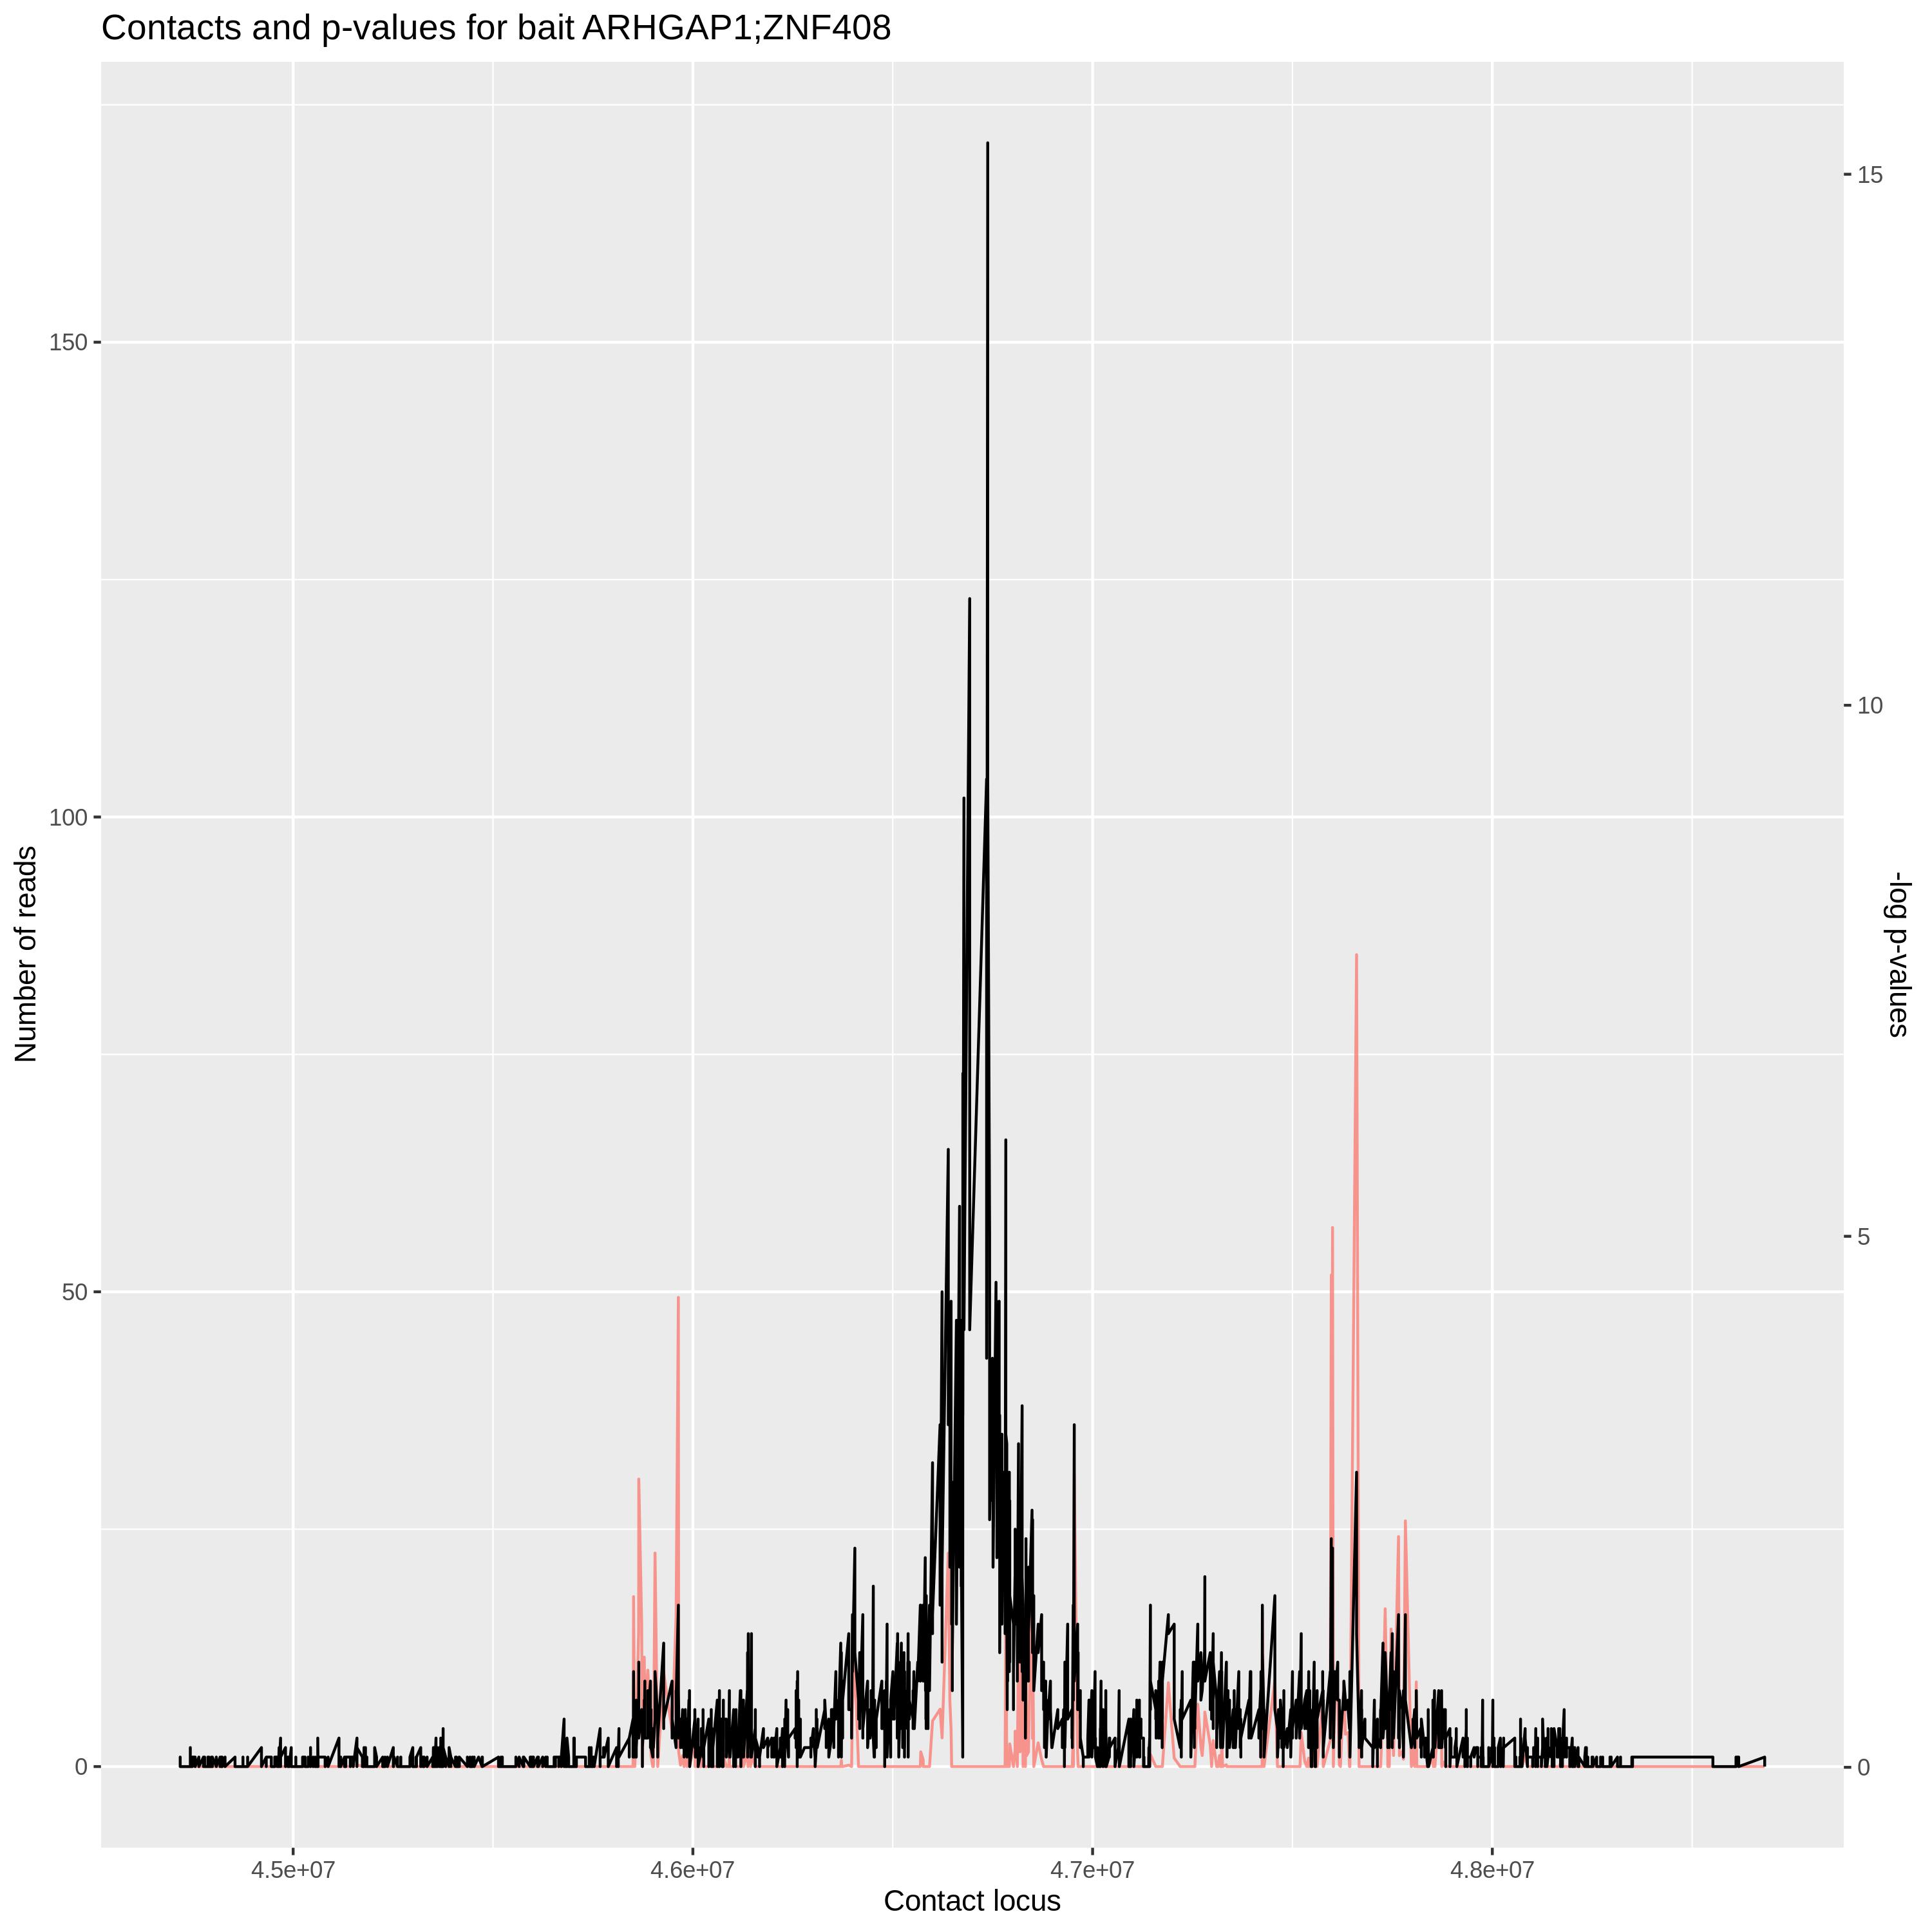 Contacts and p-values for bait ARHGAP1;ZNF408
150
100
50
0
Number of reads
15
10
5
0
-log p-values
4.5e+07 4.6e+07 4.7e+07 4.8e+07
Contact locus